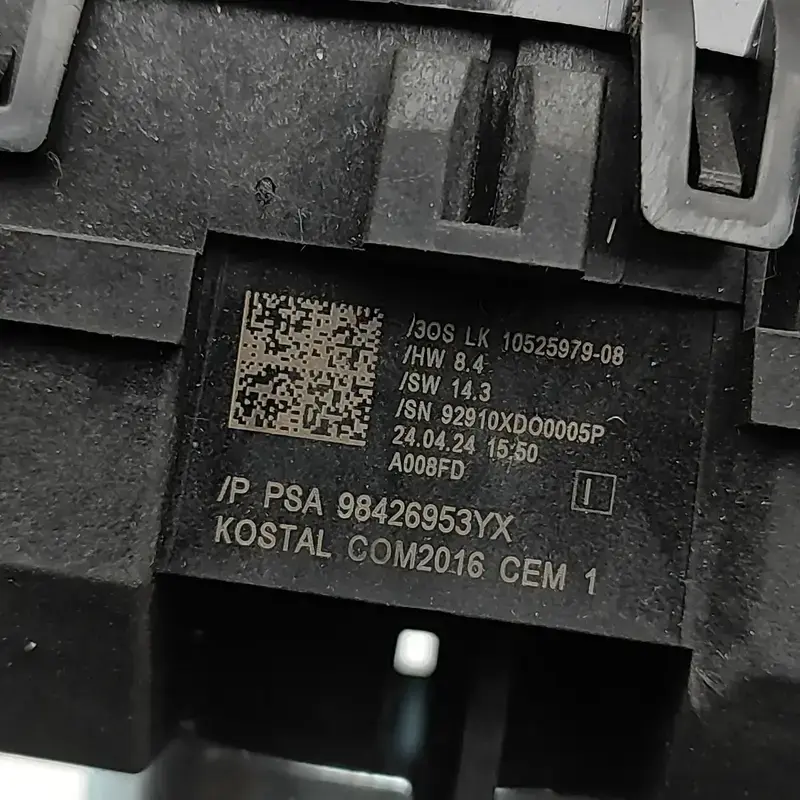 /3OS LK 10525979-08
/HW 8.4
/SW 14.3
/SN 92910XDO0005P
24.04.24 15:50
A008FD
I
/P PSA 98426953YX
KOSTAL COM2016 CEM 1